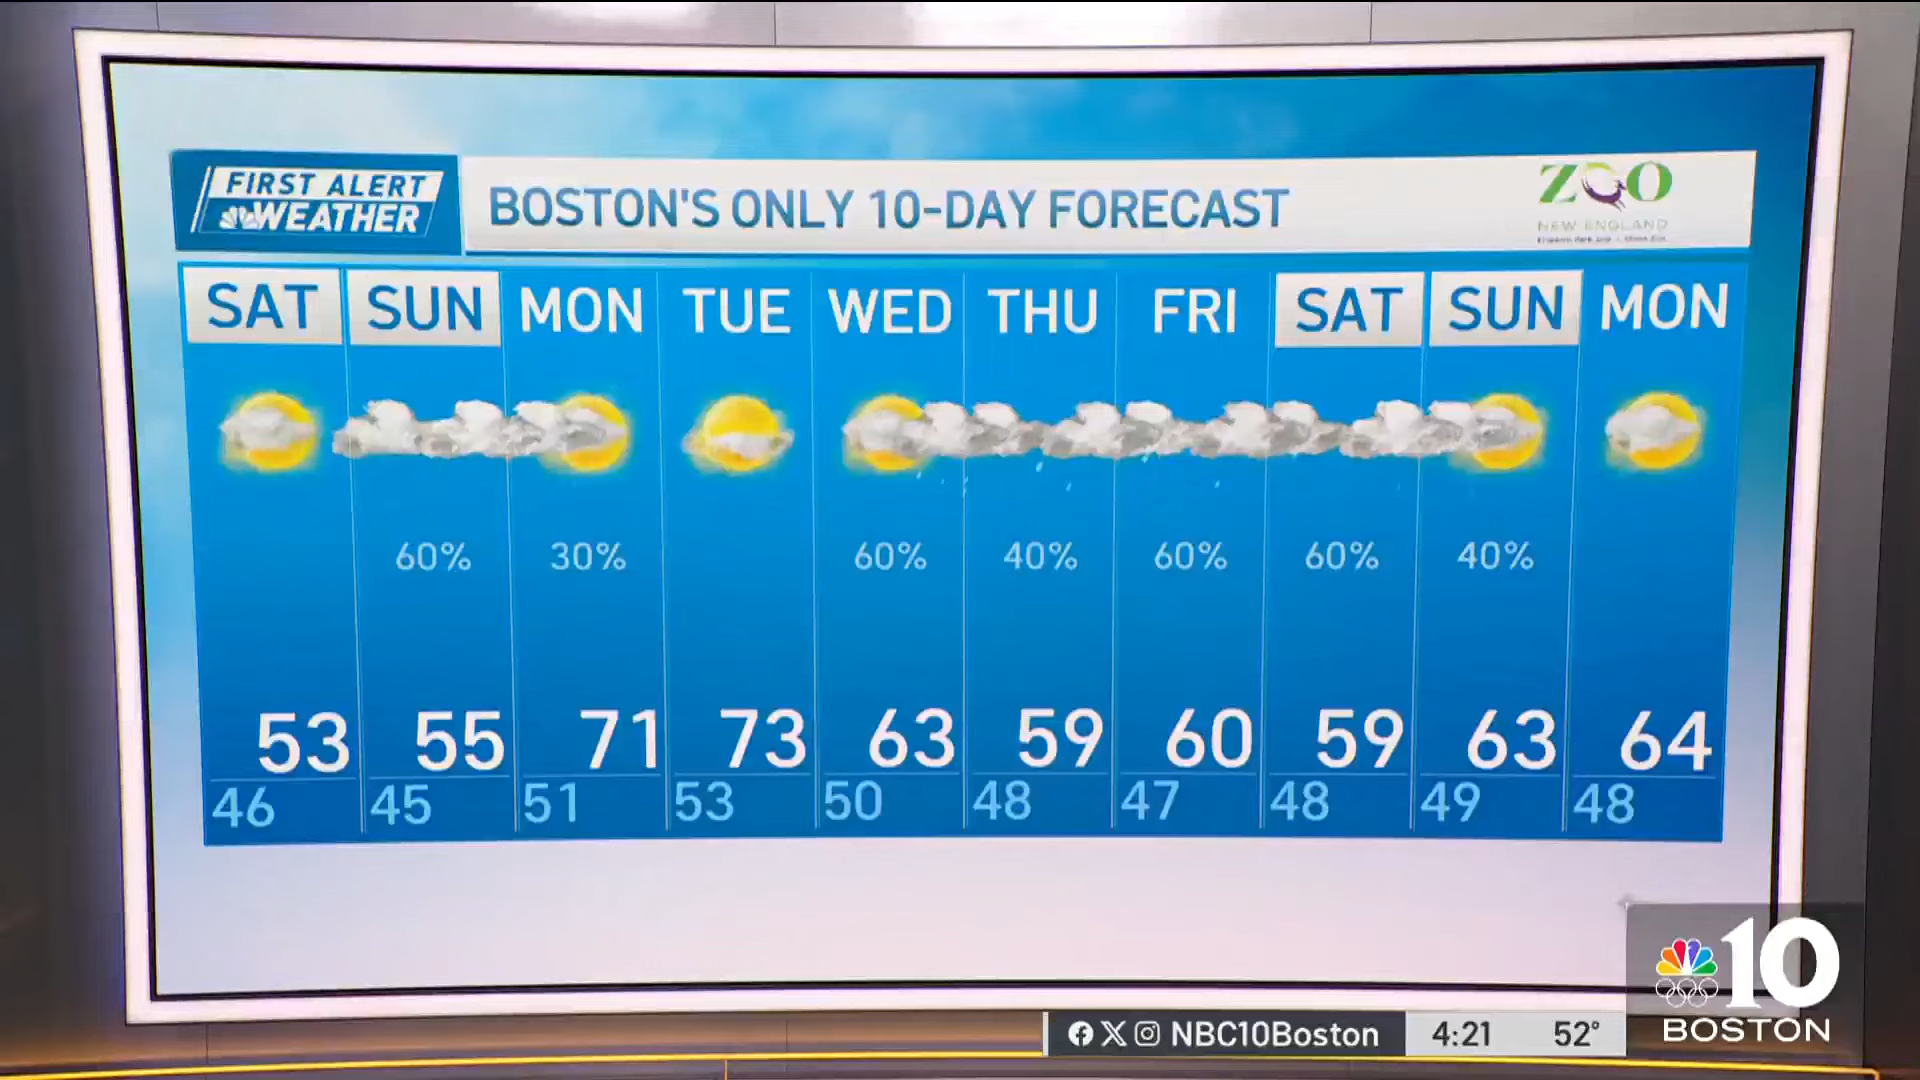 FIRST ALERT
WEATHER
BOSTON'S ONLY 10-DAY FORECAST
ZOO
NEW ENGLAND
SAT SUN MON TUE WED THU FRI SAT SUN MON
60% 30% 60% 40% 60% 60% 40%
53 55 71 73 63 59 60 59 63 64
46 45 51 53 50 48 47 48 49 48
10
BOSTON
NBC10Boston 4:21 52°